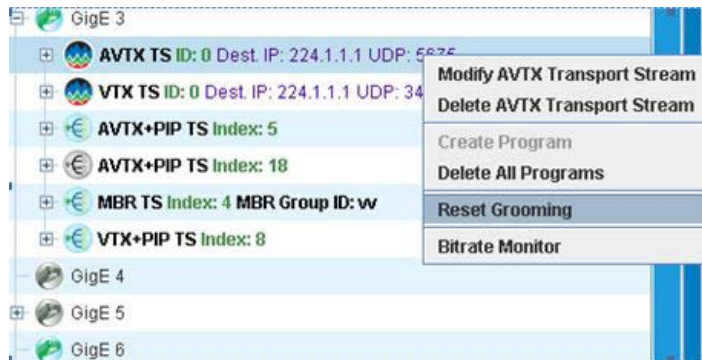 GigE 3
AVTX TS ID: 0 Dest. IP: 224.1.1.1 UDP: 5675
VTX TS ID: 0 Dest. IP: 224.1.1.1 UDP: 34
AVTX+PIP TS Index: 5
AVTX+PIP TS Index: 18
MBR TS Index: 4 MBR Group ID: vv
VTX+PIP TS Index: 8
GigE 4
GigE 5
GigE 6
Modify AVTX Transport Stream
Delete AVTX Transport Stream
Create Program
Delete All Programs
Reset Grooming
Bitrate Monitor